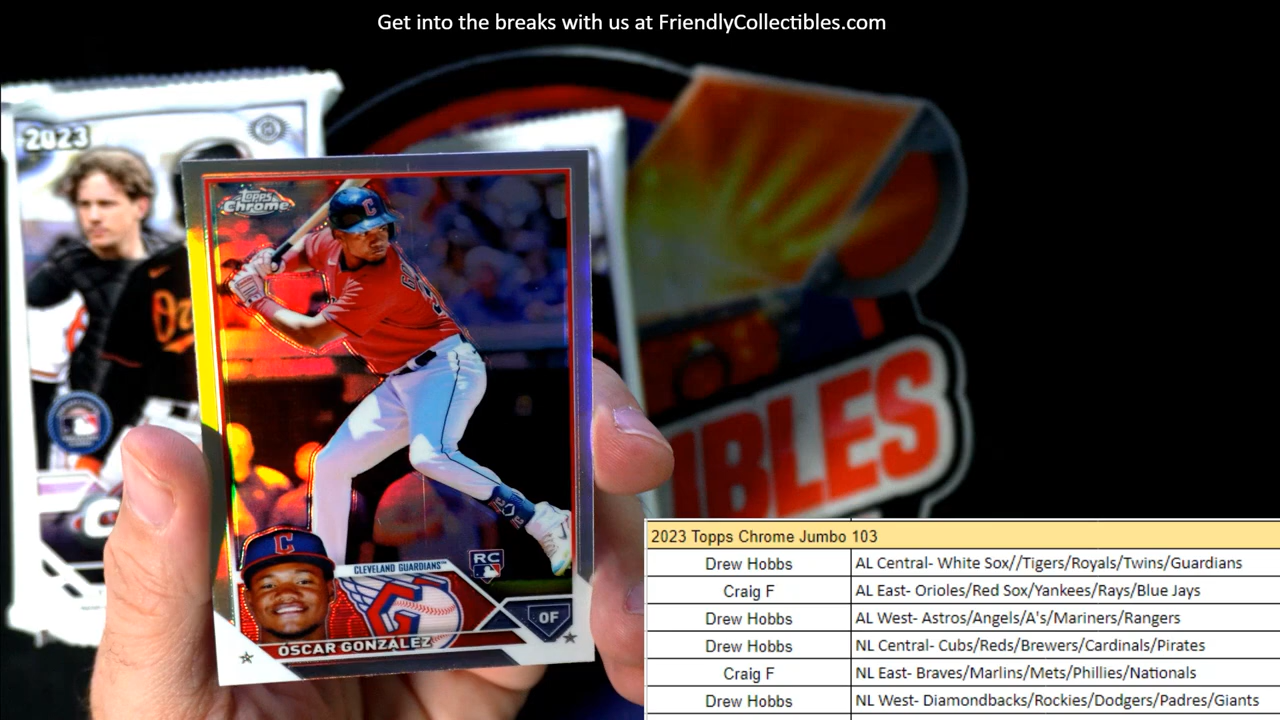 Get into the breaks with us at FriendlyCollectibles.com
2023
Topps
Chrome
C
C
CLEVELAND GUARDIANS™
RC
OF
OSCAR GONZALEZ
IBLES
2023 Topps Chrome Jumbo 103
Drew Hobbs AL Central- White Sox//Tigers/Royals/Twins/Guardians
Craig F AL East- Orioles/Red Sox/Yankees/Rays/Blue Jays
Drew Hobbs AL West- Astros/Angels/A's/Mariners/Rangers
Drew Hobbs NL Central- Cubs/Reds/Brewers/Cardinals/Pirates
Craig F NL East- Braves/Marlins/Mets/Phillies/Nationals
Drew Hobbs NL West- Diamondbacks/Rockies/Dodgers/Padres/Giants